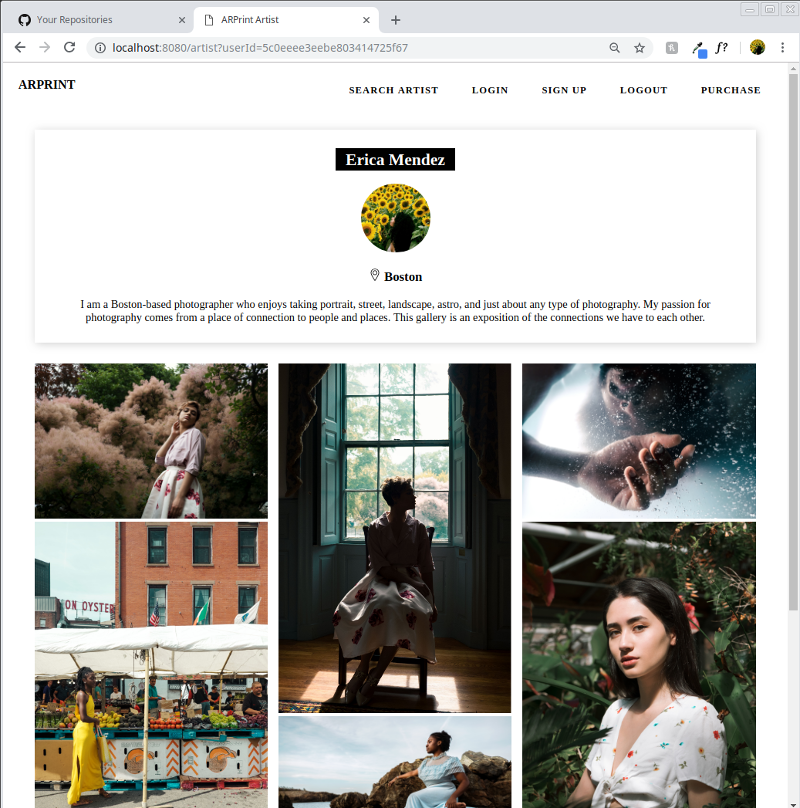 Your Repositories
ARPrint Artist
localhost:8080/artist?userId=5c0eeee3eebe803414725f67
f?
ARPRINT
SEARCH ARTIST LOGIN SIGN UP LOGOUT PURCHASE
Erica Mendez
Boston
I am a Boston-based photographer who enjoys taking portrait, street, landscape, astro, and just about any type of photography. My passion for
photography comes from a place of connection to people and places. This gallery is an exposition of the connections we have to each other.
ON OYSTER